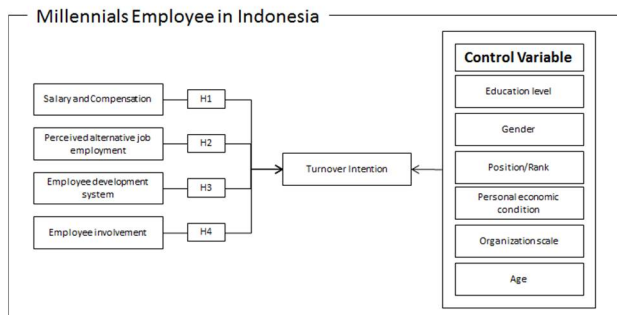 Millennials Employee in Indonesia
Salary and Compensation
H1
Perceived alternative job
employment
H2
Employee development
system
H3
Employee involvement
H4
Turnover Intention
Control Variable
Education level
Gender
Position/Rank
Personal economic
condition
Organization scale
Age